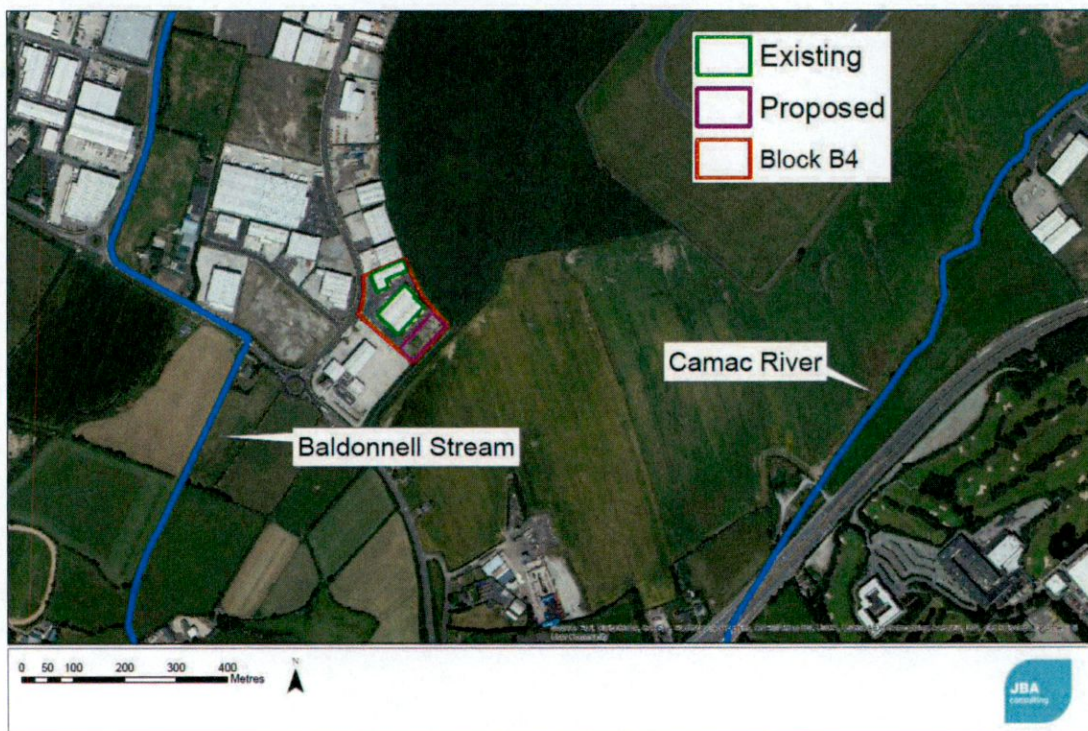 Existing
Proposed
Block B4
Camac River
Baldonnell Stream
0 50 100 200 300 400
Metres
N
JBA
consulting